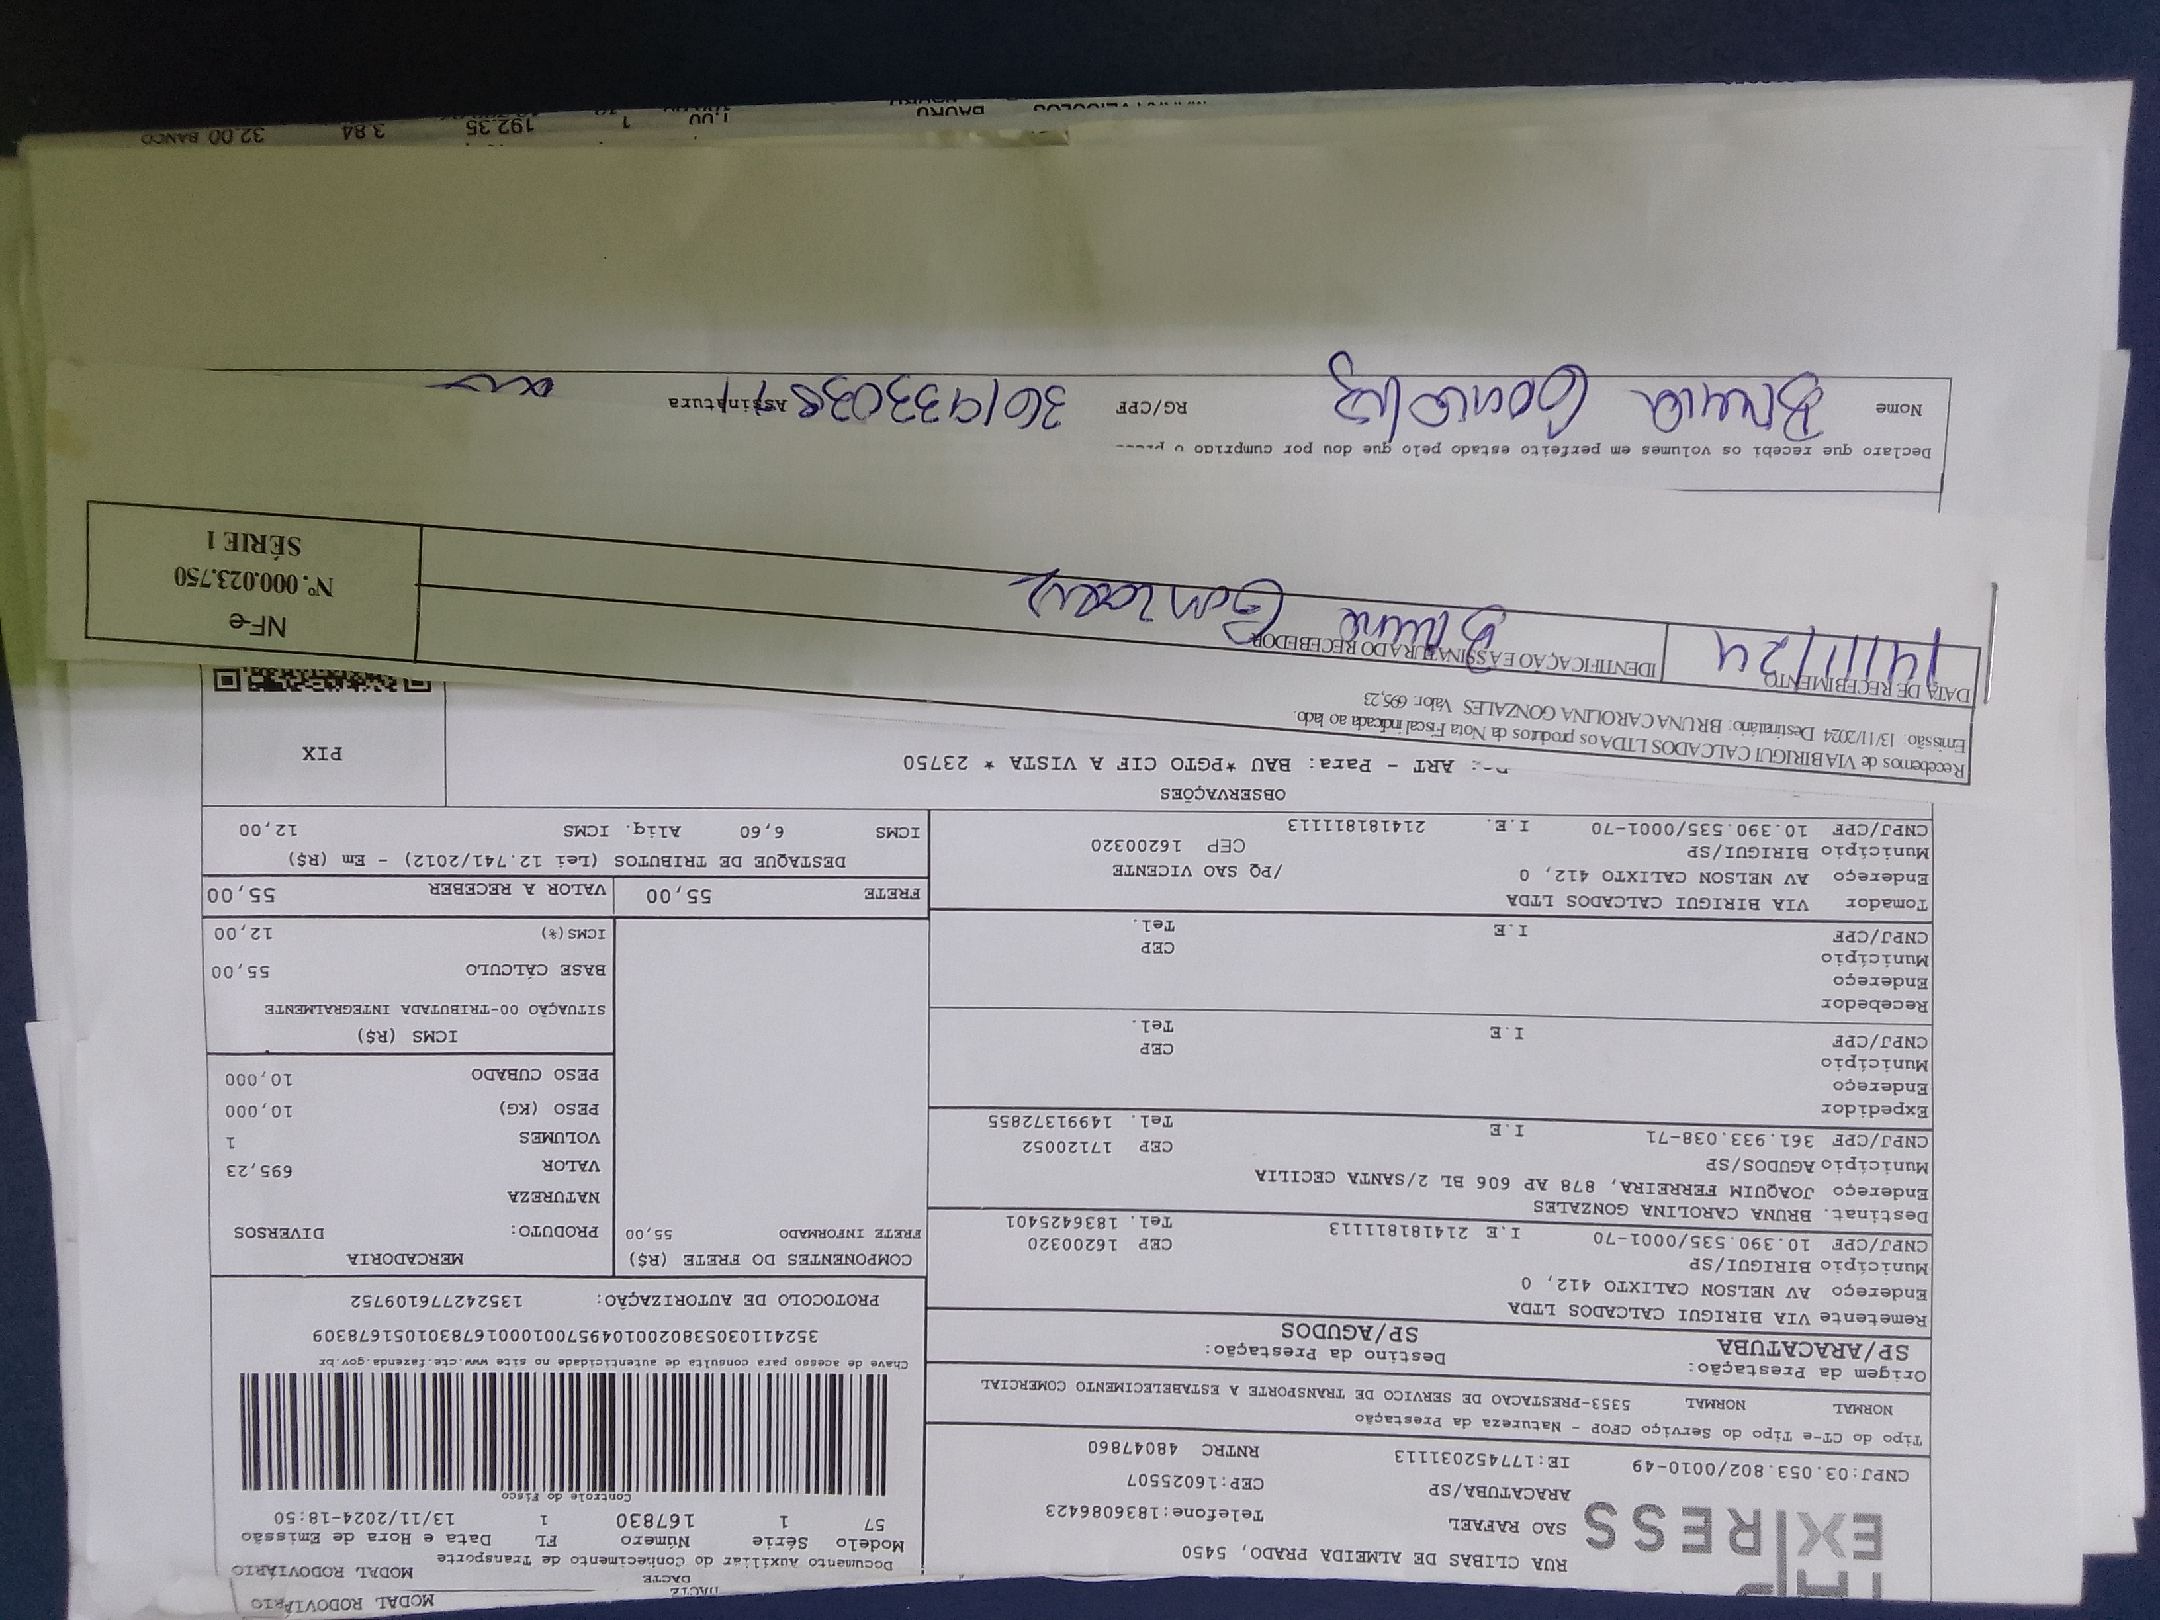 MODAL RODOVIÁRIO
DACTE
DACTE
Documento Auxiliar do Conhecimento de Transporte
MODAL RODOVIÁRIO
Modelo Série Número FL Data e Hora de Emissão
57 1 167830 1 13/11/2024-18:50
Controle do Fisco
EXPRESS
RUA CLIBAS DE ALMEIDA PRADO, 5450
SAO RAFAEL Telefone:1836086423
ARACATUBA/SP CEP:16025507
CNPJ:03.053.802/0010-49 IE:177452031113 RNTRC 48047860
Tipo do CT-e Tipo do Serviço CFOP - Natureza da Prestação
NORMAL NORMAL 5353-PRESTACAO DE SERVICO DE TRANSPORTE A ESTABELECIMENTO COMERCIAL
Origem da Prestação: Destino da Prestação:
SP/ARACATUBA SP/AGUDOS
Chave de acesso para consulta de autenticidade no site www.cte.fazenda.gov.br
35241103053802001049570010001678301051678309
PROTOCOLO DE AUTORIZAÇÃO: 135242776109752
Remetente VIA BIRIGUI CALCADOS LTDA
Endereço AV NELSON CALIXTO 412, 0
Município BIRIGUI/SP CEP 16200320
CNPJ/CPF 10.390.535/0001-70 I.E 214181811113 Tel. 1836425401
Destinat. BRUNA CAROLINA GONZALES
Endereço JOAQUIM FERREIRA, 878 AP 606 BL 2/SANTA CECILIA
Município AGUDOS/SP CEP 17120052
CNPJ/CPF 361.933.038-71 I.E Tel. 14991372855
Expedidor
Endereço
Município CEP
CNPJ/CPF I.E Tel.
Recebedor
Endereço
Município CEP
CNPJ/CPF I.E Tel.
Tomador VIA BIRIGUI CALCADOS LTDA
Endereço AV NELSON CALIXTO 412, 0 /PQ SAO VICENTE
Município BIRIGUI/SP CEP 16200320
CNPJ/CPF 10.390.535/0001-70 I.E. 214181811113
COMPONENTES DO FRETE (R$)
FRETE INFORMADO 55,00
MERCADORIA
PRODUTO: DIVERSOS
NATUREZA
VALOR 695,23
VOLUMES 1
PESO (KG) 10,000
PESO CUBADO 10,000
ICMS (R$)
SITUAÇÃO 00-TRIBUTADA INTEGRALMENTE
BASE CÁLCULO 55,00
ICMS(%) 12,00
FRETE 55,00 VALOR A RECEBER 55,00
DESTAQUE DE TRIBUTOS (Lei 12.741/2012) - Em (R$)
ICMS 6,60 Aliq. ICMS 12,00
OBSERVAÇÕES
ART - Para: BAU *PGTO CIF A VISTA * 23750
PIX
Recebemos de VIA BIRIGUI CALCADOS LTDA os produtos da Nota Fiscal indicada ao lado.
Emissão: 13/11/2024 Destinatário: BRUNA CAROLINA GONZALES Valor: 695,23
DATA DE RECEBIMENTO IDENTIFICAÇÃO E ASSINATURA DO RECEBEDOR
14/11/24 Bruna Gonzales
NF-e
Nº. 000.023.750
SÉRIE 1
Declaro que recebi os volumes em perfeito estado pelo que dou por cumprido o
Nome Bruna Gonzalez RG/CPF 36193303871 Assinatura
1,00 1 192.35 3.84 32.00 BANCO
BAURU